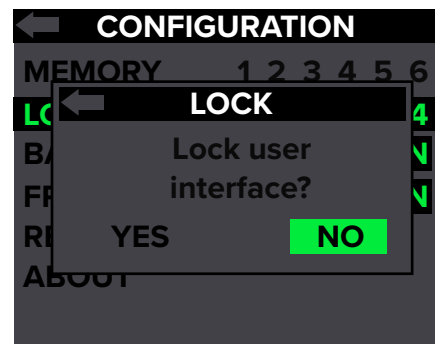 CONFIGURATION
MEMORY 1 2 3 4 5 6
LOCK
Lock user
interface?
YES NO
ABOUT